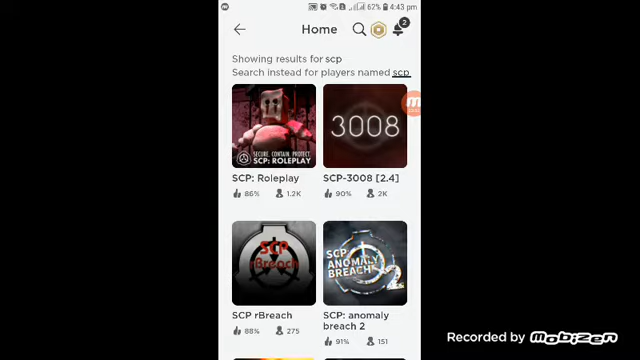 62% 4:43 pm
Home
2
Showing results for scp
Search instead for players named scp
SECURE. CONTAIN. PROTECT.
SCP: ROLEPLAY
3008
SCP: Roleplay
SCP-3008 [2.4]
86% 1.2K
90% 2K
SCP
rBreach
SCP
ANOMALY
BREACH 2
SCP rBreach
SCP: anomaly
breach 2
88% 275
91% 151
Recorded by Mobizen